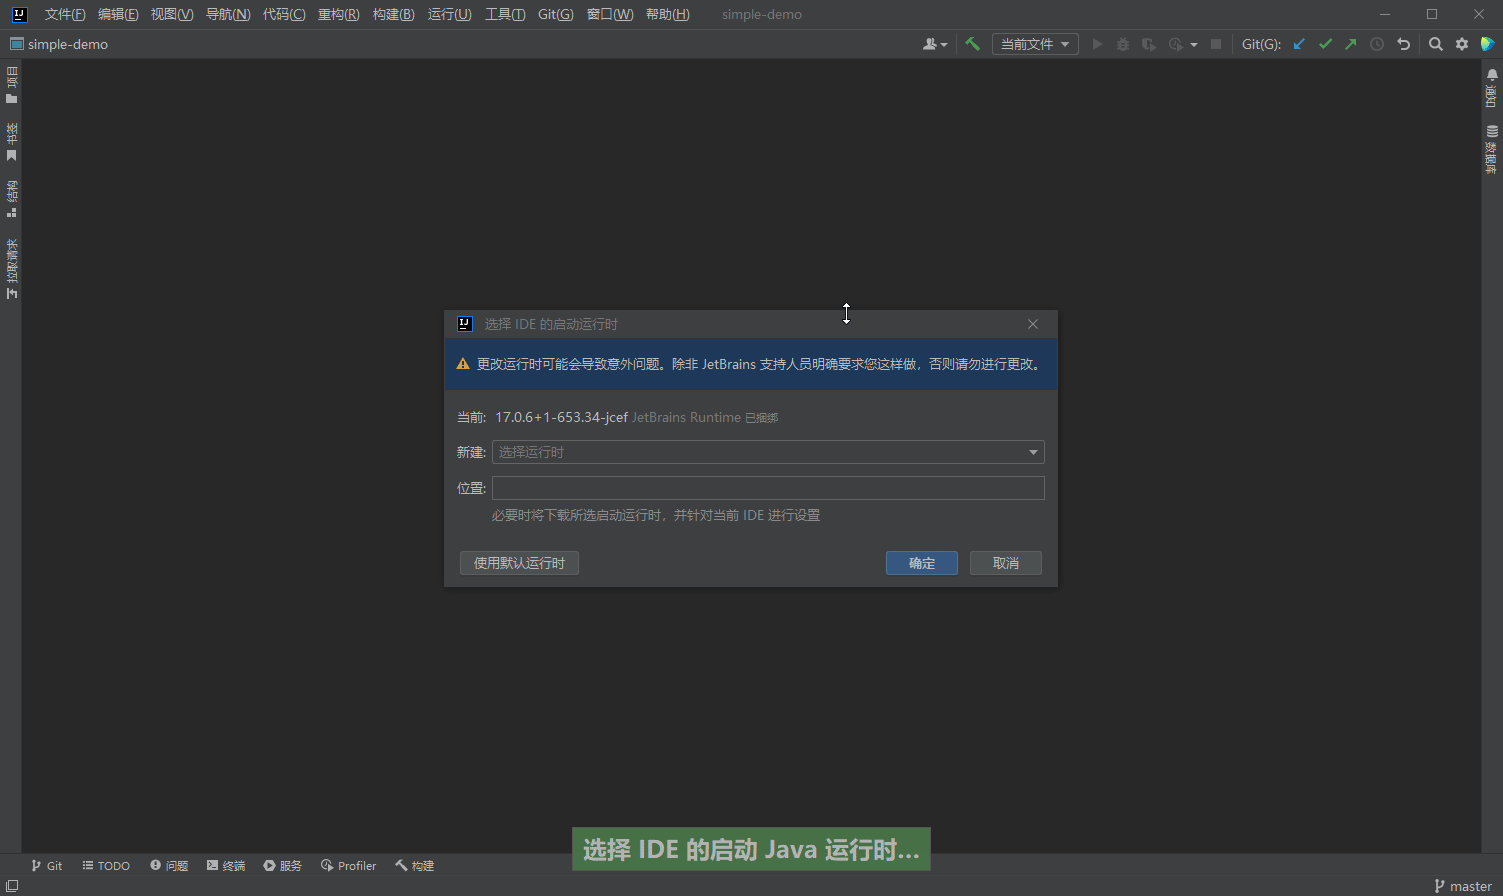 文件(F) 编辑(E) 视图(V) 导航(N) 代码(C) 重构(R) 构建(B) 运行(U) 工具(T) Git(G) 窗口(W) 帮助(H) simple-demo
simple-demo 当前文件 Git(G):
项目
书签
结构
拉取请求
通知
数据库
选择 IDE 的启动运行时
更改运行时可能会导致意外问题。除非 JetBrains 支持人员明确要求您这样做，否则请勿进行更改。
当前: 17.0.6+1-653.34-jcef JetBrains Runtime 已捆绑
新建: 选择运行时
位置:
必要时将下载所选启动运行时，并针对当前 IDE 进行设置
使用默认运行时 确定 取消
选择 IDE 的启动 Java 运行时...
Git TODO 问题 终端 服务 Profiler 构建
master